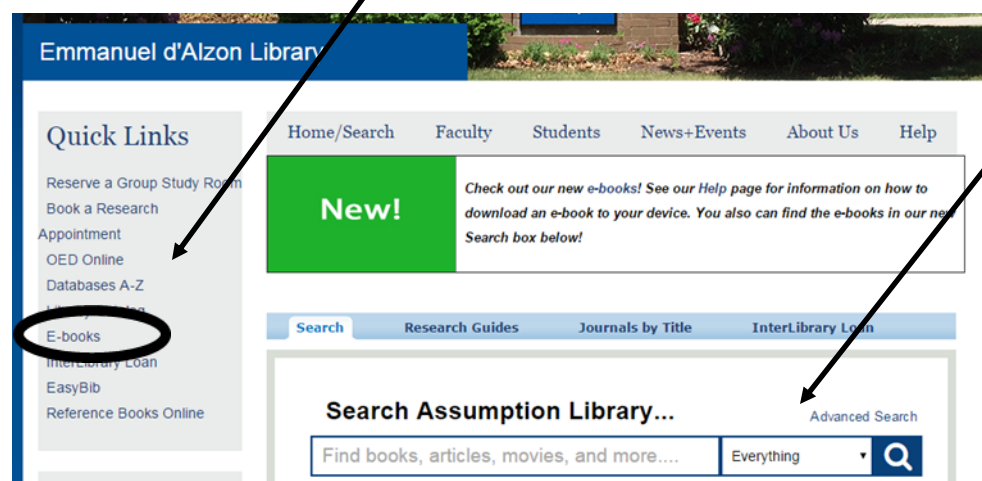 Emmanuel d'Alzon Library
Quick Links
Reserve a Group Study Room
Book a Research
Appointment
OED Online
Databases A-Z
E-books
InterLibrary Loan
EasyBib
Reference Books Online
Home/Search Faculty Students News+Events About Us Help
New!
Check out our new e-books! See our Help page for information on how to
download an e-book to your device. You also can find the e-books in our new
Search box below!
Search Research Guides Journals by Title InterLibrary Loan
Search Assumption Library...
Advanced Search
Find books, articles, movies, and more....
Everything